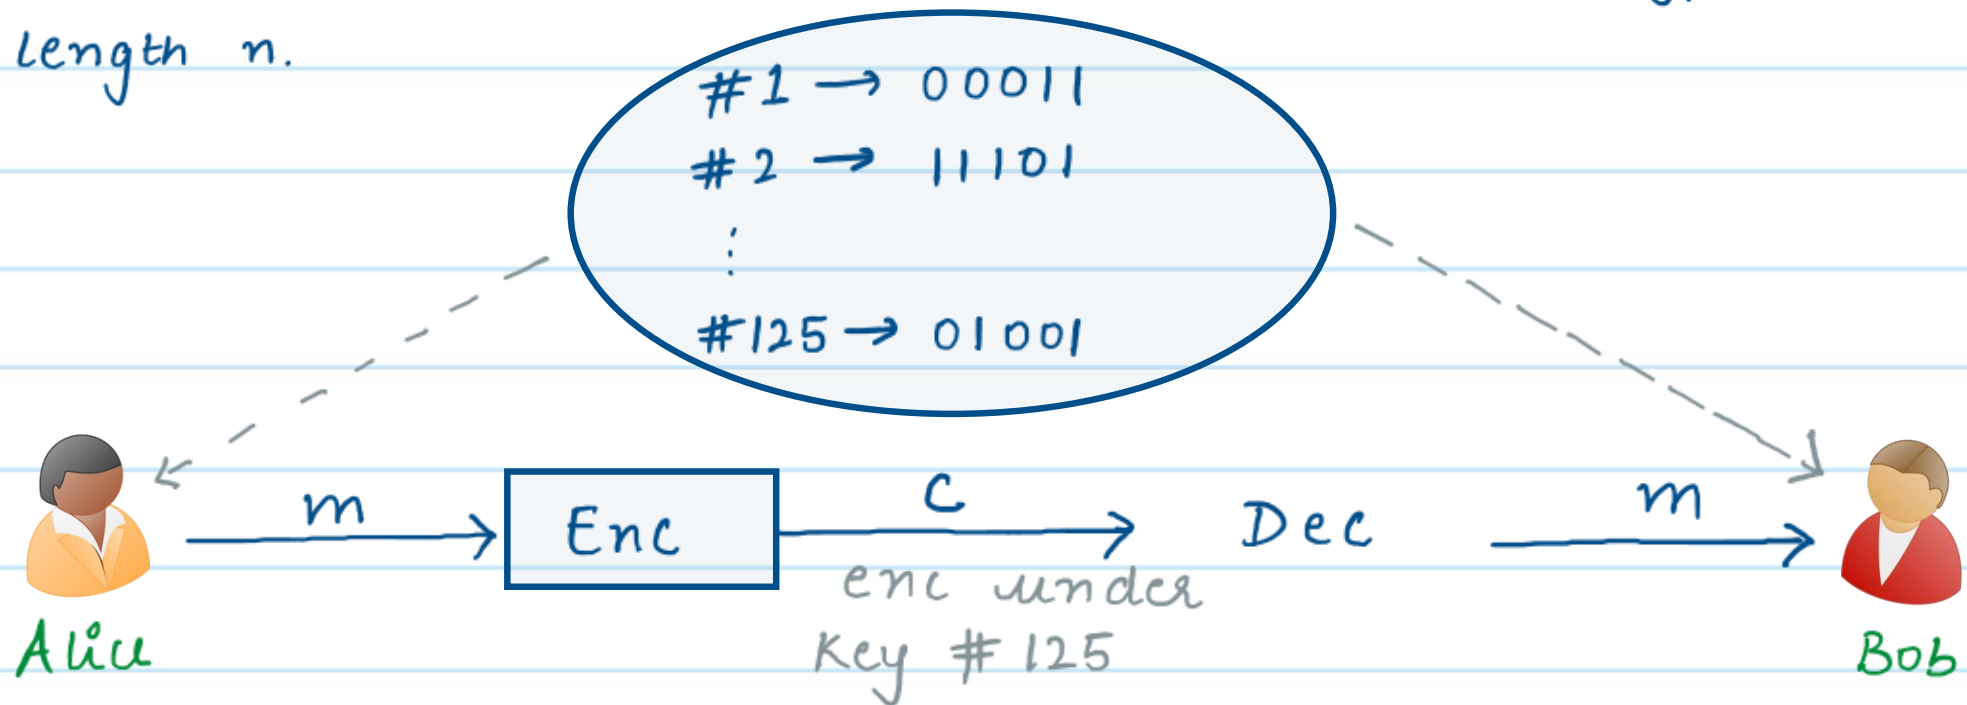 length n.
#1 → 00011
#2 → 11101
⋮
#125 → 01001
m
Enc
C
Dec
m
enc under
Key #125
Alice
Bob